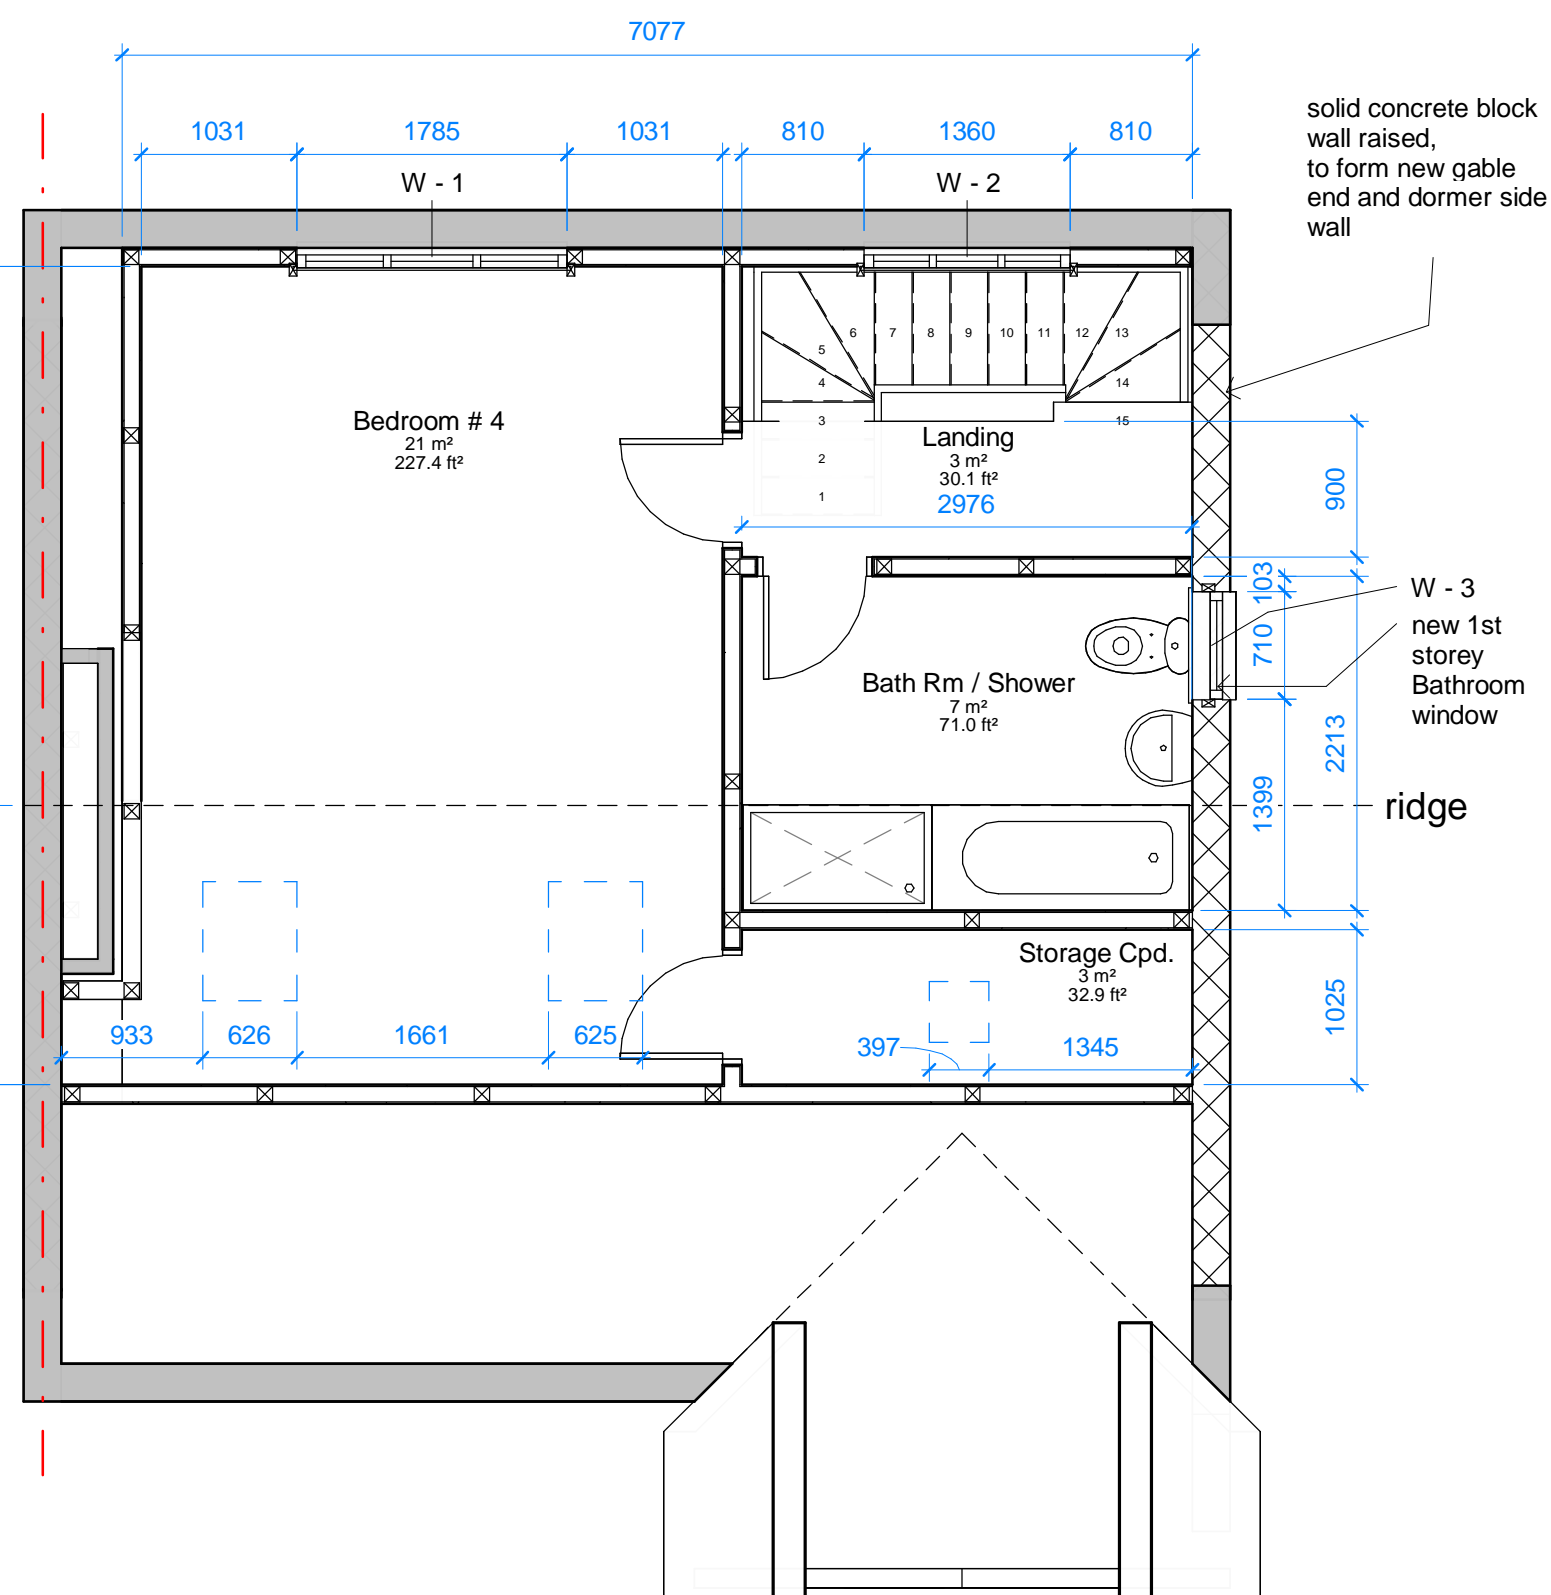 7077
1031
1785
1031
810
1360
810
W - 1
W - 2
solid concrete block
wall raised,
to form new gable
end and dormer side
wall
6
7
8
9
10
11
12
13
5
4
14
3
15
2
1
Bedroom # 4
21 m²
227.4 ft²
Landing
3 m²
30.1 ft²
2976
900
103
710
W - 3
new 1st
storey
Bathroom
window
Bath Rm / Shower
7 m²
71.0 ft²
2213
1399
ridge
Storage Cpd.
3 m²
32.9 ft²
1025
933
626
1661
625
397
1345